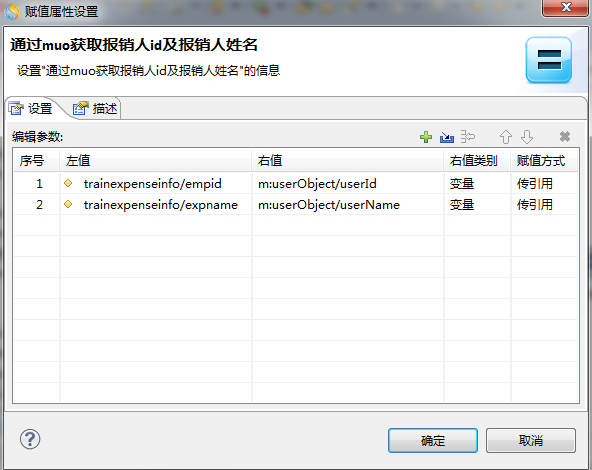 赋值属性设置
通过muo获取报销人id及报销人姓名
设置"通过muo获取报销人id及报销人姓名"的信息
设置 描述
编辑参数:
序号 左值 右值 右值类别 赋值方式
1 trainexpenseinfo/empid m:userObject/userId 变量 传引用
2 trainexpenseinfo/expname m:userObject/userName 变量 传引用
确定 取消